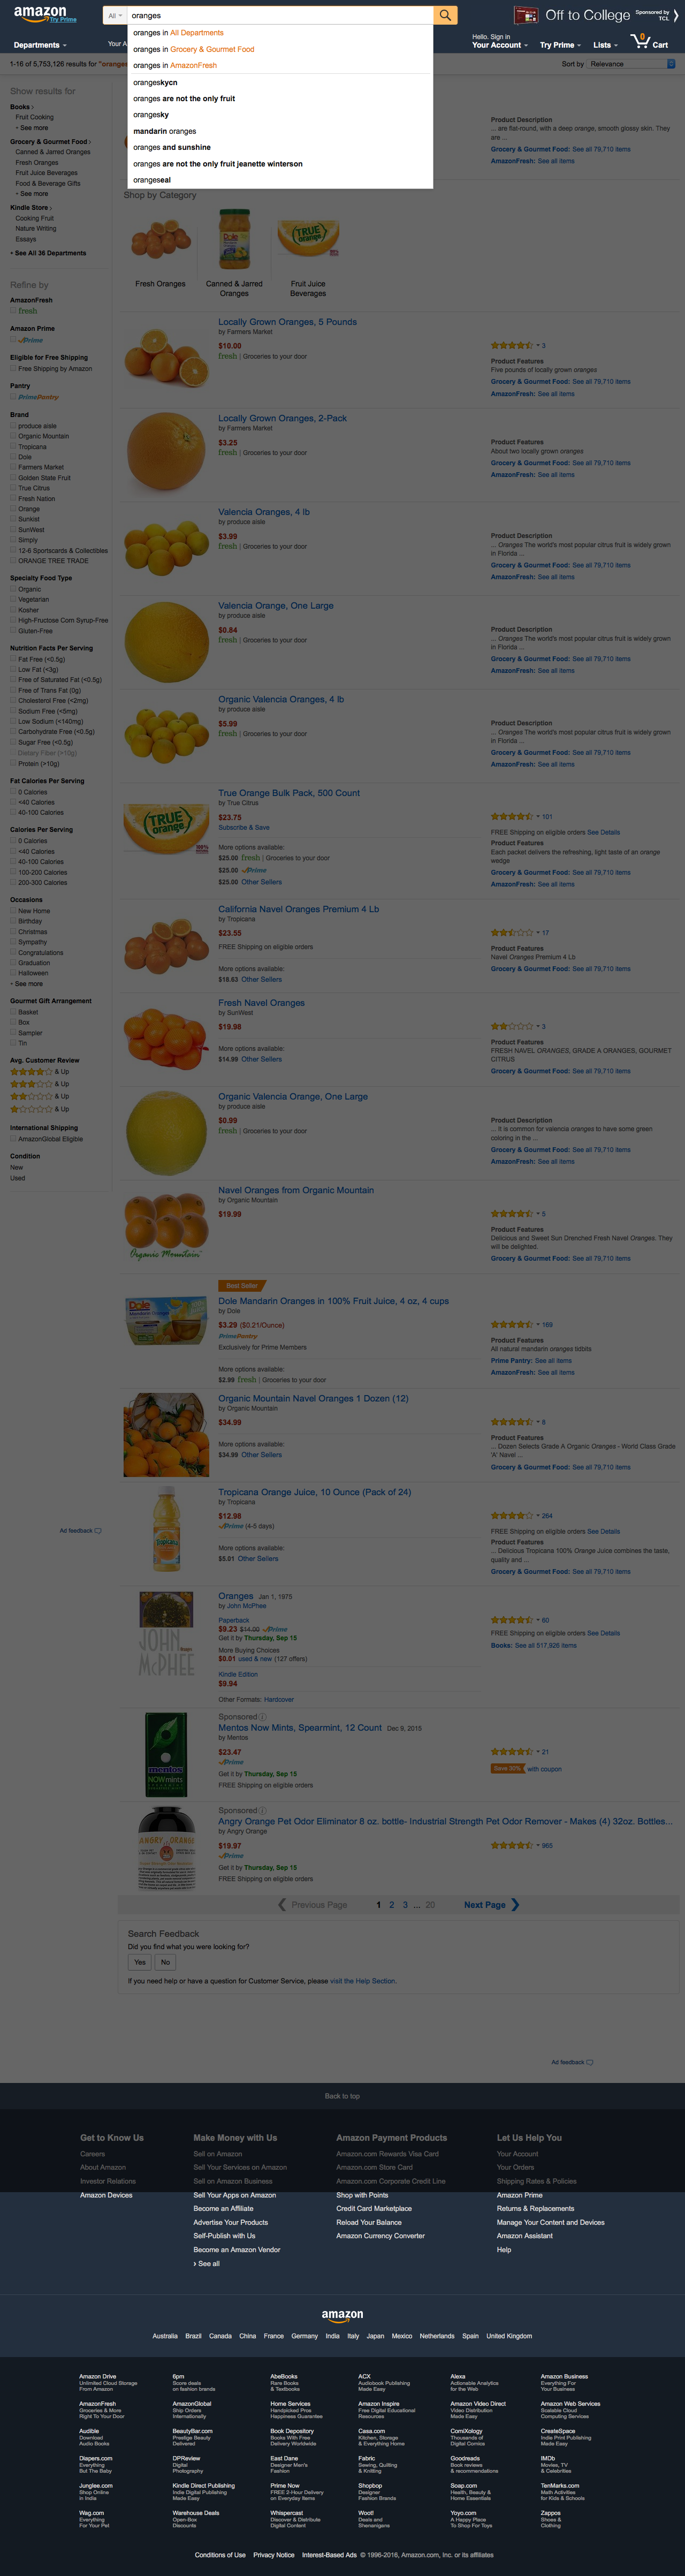 amazon
Try Prime
All
oranges
Off to College
Sponsored by
TCL
Departments
Your A
Hello. Sign in
Your Account
Try Prime
Lists
0
Cart
1-16 of 5,753,126 results for "orange
Sort by
Relevance
oranges in All Departments
oranges in Grocery & Gourmet Food
oranges in AmazonFresh
orangeskycn
oranges are not the only fruit
orangesky
mandarin oranges
oranges and sunshine
oranges are not the only fruit jeanette winterson
orangeseal
Show results for
Books
Fruit Cooking
+ See more
Grocery & Gourmet Food
Canned & Jarred Oranges
Fresh Oranges
Fruit Juice Beverages
Food & Beverage Gifts
+ See more
Kindle Store
Cooking Fruit
Nature Writing
Essays
+ See All 36 Departments
Refine by
AmazonFresh
fresh
Amazon Prime
Prime
Eligible for Free Shipping
Free Shipping by Amazon
Pantry
PrimePantry
Brand
produce aisle
Organic Mountain
Tropicana
Dole
Farmers Market
Golden State Fruit
True Citrus
Fresh Nation
Orange
Sunkist
SunWest
Simply
12-6 Sportscards & Collectibles
ORANGE TREE TRADE
Specialty Food Type
Organic
Vegetarian
Kosher
High-Fructose Corn Syrup-Free
Gluten-Free
Nutrition Facts Per Serving
Fat Free (<0.5g)
Low Fat (<3g)
Free of Saturated Fat (<0.5g)
Free of Trans Fat (0g)
Cholesterol Free (<2mg)
Sodium Free (<5mg)
Low Sodium (<140mg)
Carbohydrate Free (<0.5g)
Sugar Free (<0.5g)
Dietary Fiber (>10g)
Protein (>10g)
Fat Calories Per Serving
0 Calories
<40 Calories
40-100 Calories
Calories Per Serving
0 Calories
<40 Calories
40-100 Calories
100-200 Calories
200-300 Calories
Occasions
New Home
Birthday
Christmas
Sympathy
Congratulations
Graduation
Halloween
+ See more
Gourmet Gift Arrangement
Basket
Box
Sampler
Tin
Avg. Customer Review
& Up
& Up
& Up
& Up
International Shipping
AmazonGlobal Eligible
Condition
New
Used
Ad feedback
Product Description
... are flat-round, with a deep orange, smooth glossy skin. They
are ...
Grocery & Gourmet Food: See all 79,710 items
AmazonFresh: See all items
Shop by Category
Fresh Oranges
Canned & Jarred
Oranges
Fruit Juice
Beverages
Locally Grown Oranges, 5 Pounds
by Farmers Market
$10.00
fresh | Groceries to your door
3
Product Features
Five pounds of locally grown oranges
Grocery & Gourmet Food: See all 79,710 items
AmazonFresh: See all items
Locally Grown Oranges, 2-Pack
by Farmers Market
$3.25
fresh | Groceries to your door
Product Features
About two locally grown oranges
Grocery & Gourmet Food: See all 79,710 items
AmazonFresh: See all items
Valencia Oranges, 4 lb
by produce aisle
$3.99
fresh | Groceries to your door
Product Description
... Oranges The world's most popular citrus fruit is widely grown
in Florida ...
Grocery & Gourmet Food: See all 79,710 items
AmazonFresh: See all items
Valencia Orange, One Large
by produce aisle
$0.84
fresh | Groceries to your door
Product Description
... Oranges The world's most popular citrus fruit is widely grown
in Florida ...
Grocery & Gourmet Food: See all 79,710 items
AmazonFresh: See all items
Organic Valencia Oranges, 4 lb
by produce aisle
$5.99
fresh | Groceries to your door
Product Description
... Oranges The world's most popular citrus fruit is widely grown
in Florida ...
Grocery & Gourmet Food: See all 79,710 items
AmazonFresh: See all items
True Orange Bulk Pack, 500 Count
by True Citrus
$23.75
Subscribe & Save
More options available:
$25.00 fresh | Groceries to your door
$25.00 Prime
$25.00 Other Sellers
101
FREE Shipping on eligible orders See Details
Product Features
Each packet delivers the refreshing, light taste of an orange
wedge
Grocery & Gourmet Food: See all 79,710 items
AmazonFresh: See all items
California Navel Oranges Premium 4 Lb
by Tropicana
$23.55
FREE Shipping on eligible orders
More options available:
$18.63 Other Sellers
17
Product Features
Navel Oranges Premium 4 Lb
Grocery & Gourmet Food: See all 79,710 items
Fresh Navel Oranges
by SunWest
$19.98
More options available:
$14.99 Other Sellers
3
Product Features
FRESH NAVEL ORANGES, GRADE A ORANGES, GOURMET
CITRUS
Grocery & Gourmet Food: See all 79,710 items
Organic Valencia Orange, One Large
by produce aisle
$0.99
fresh | Groceries to your door
Product Description
... It is common for valencia oranges to have some green
coloring in the ...
Grocery & Gourmet Food: See all 79,710 items
AmazonFresh: See all items
Navel Oranges from Organic Mountain
by Organic Mountain
$19.99
Organic Mountain
5
Product Features
Delicious and Sweet Sun Drenched Fresh Navel Oranges. They
will be delighted.
Grocery & Gourmet Food: See all 79,710 items
Best Seller
Dole Mandarin Oranges in 100% Fruit Juice, 4 oz, 4 cups
by Dole
$3.29 ($0.21/Ounce)
PrimePantry
Exclusively for Prime Members
More options available:
$2.99 fresh | Groceries to your door
169
Product Features
All natural mandarin oranges tidbits
Prime Pantry: See all items
AmazonFresh: See all items
Organic Mountain Navel Oranges 1 Dozen (12)
by Organic Mountain
$34.99
More options available:
$34.99 Other Sellers
8
Product Features
... Dozen Selects Grade A Organic Oranges - World Class Grade
'A' Navel ...
Grocery & Gourmet Food: See all 79,710 items
Tropicana Orange Juice, 10 Ounce (Pack of 24)
by Tropicana
$12.98
Prime (4-5 days)
More options available:
$5.01 Other Sellers
264
FREE Shipping on eligible orders See Details
Product Features
... Delicious Tropicana 100% Orange Juice combines the taste,
quality and ...
Grocery & Gourmet Food: See all 79,710 items
JOHN
McPHEE
Oranges Jan 1, 1975
by John McPhee
Paperback
$9.23 $14.00 Prime
Get it by Thursday, Sep 15
More Buying Choices
$0.01 used & new (127 offers)
Kindle Edition
$9.94
Other Formats: Hardcover
60
FREE Shipping on eligible orders See Details
Books: See all 517,926 items
Sponsored
Mentos Now Mints, Spearmint, 12 Count Dec 9, 2015
by Mentos
$23.47
Prime
Get it by Thursday, Sep 15
FREE Shipping on eligible orders
21
Save 30% with coupon
Sponsored
Angry Orange Pet Odor Eliminator 8 oz. bottle- Industrial Strength Pet Odor Remover - Makes (4) 32oz. Bottles...
by Angry Orange
$19.97
Prime
Get it by Thursday, Sep 15
FREE Shipping on eligible orders
965
Previous Page 1 2 3 ... 20 Next Page
Search Feedback
Did you find what you were looking for?
Yes No
If you need help or have a question for Customer Service, please visit the Help Section.
Ad feedback
Back to top
Get to Know Us
Careers
About Amazon
Investor Relations
Amazon Devices
Make Money with Us
Sell on Amazon
Sell Your Services on Amazon
Sell on Amazon Business
Sell Your Apps on Amazon
Become an Affiliate
Advertise Your Products
Self-Publish with Us
Become an Amazon Vendor
› See all
Amazon Payment Products
Amazon.com Rewards Visa Card
Amazon.com Store Card
Amazon.com Corporate Credit Line
Shop with Points
Credit Card Marketplace
Reload Your Balance
Amazon Currency Converter
Let Us Help You
Your Account
Your Orders
Shipping Rates & Policies
Amazon Prime
Returns & Replacements
Manage Your Content and Devices
Amazon Assistant
Help
amazon
Australia Brazil Canada China France Germany India Italy Japan Mexico Netherlands Spain United Kingdom
Amazon Drive
Unlimited Cloud Storage
From Amazon
6pm
Score deals
on fashion brands
AbeBooks
Rare Books
& Textbooks
ACX
Audiobook Publishing
Made Easy
Alexa
Actionable Analytics
for the Web
Amazon Business
Everything For
Your Business
AmazonFresh
Groceries & More
Right To Your Door
AmazonGlobal
Ship Orders
Internationally
Home Services
Handpicked Pros
Happiness Guarantee
Amazon Inspire
Free Digital Educational
Resources
Amazon Video Direct
Video Distribution
Made Easy
Amazon Web Services
Scalable Cloud
Computing Services
Audible
Download
Audio Books
BeautyBar.com
Prestige Beauty
Delivered
Book Depository
Books With Free
Delivery Worldwide
Casa.com
Kitchen, Storage
& Everything Home
ComiXology
Thousands of
Digital Comics
CreateSpace
Indie Print Publishing
Made Easy
Diapers.com
Everything
But The Baby
DPReview
Digital
Photography
East Dane
Designer Men's
Fashion
Fabric
Sewing, Quilting
& Knitting
Goodreads
Book reviews
& recommendations
IMDb
Movies, TV
& Celebrities
Junglee.com
Shop Online
in India
Kindle Direct Publishing
Indie Digital Publishing
Made Easy
Prime Now
FREE 2-Hour Delivery
on Everyday Items
Shopbop
Designer
Fashion Brands
Soap.com
Health, Beauty &
Home Essentials
TenMarks.com
Math Activities
for Kids & Schools
Wag.com
Everything
For Your Pet
Warehouse Deals
Open-Box
Discounts
Whispercast
Discover & Distribute
Digital Content
Woot!
Deals and
Shenanigans
Yoyo.com
A Happy Place
To Shop For Toys
Zappos
Shoes &
Clothing
Conditions of Use Privacy Notice Interest-Based Ads © 1996-2016, Amazon.com, Inc. or its affiliates